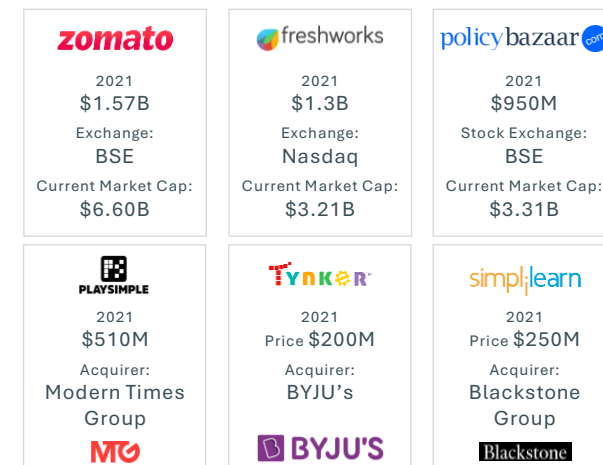 zomato
2021
$1.57B
Exchange:
BSE
Current Market Cap:
$6.60B
freshworks
2021
$1.3B
Exchange:
Nasdaq
Current Market Cap:
$3.21B
policybazaar com
2021
$950M
Stock Exchange:
BSE
Current Market Cap:
$3.31B
PLAYSIMPLE
2021
$510M
Acquirer:
Modern Times
Group
MTG
TYNKER
2021
Price $200M
Acquirer:
BYJU’s
BYJU'S
simplilearn
2021
Price $250M
Acquirer:
Blackstone
Group
Blackstone